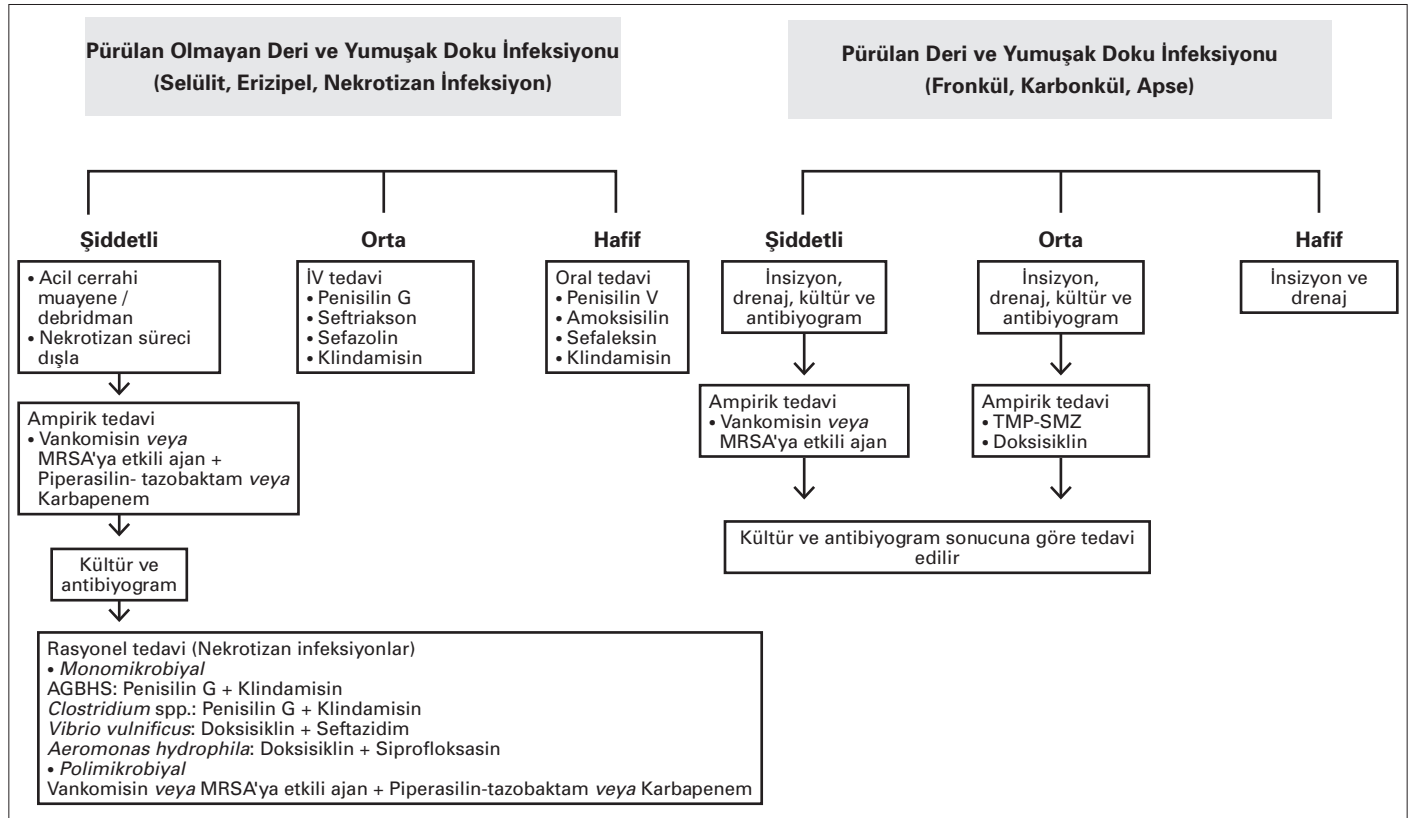 Pürülan Olmayan Deri ve Yumuşak Doku İnfeksiyonu
(Selülit, Erizipel, Nekrotizan İnfeksiyon)
Şiddetli
• Acil cerrahi
muayene /
debridman
• Nekrotizan süreci
dışla
Ampirik tedavi
• Vankomisin veya
MRSA'ya etkili ajan +
Piperasilin- tazobaktam veya
Karbapenem
Kültür ve
antibiyogram
Rasyonel tedavi (Nekrotizan infeksiyonlar)
• Monomikrobiyal
AGBHS: Penisilin G + Klindamisin
Clostridium spp.: Penisilin G + Klindamisin
Vibrio vulnificus: Doksisiklin + Seftazidim
Aeromonas hydrophila: Doksisiklin + Siprofloksasin
• Polimikrobiyal
Vankomisin veya MRSA'ya etkili ajan + Piperasilin-tazobaktam veya Karbapenem
Orta
İV tedavi
• Penisilin G
• Seftriakson
• Sefazolin
• Klindamisin
Hafif
Oral tedavi
• Penisilin V
• Amoksisilin
• Sefaleksin
• Klindamisin
Pürülan Deri ve Yumuşak Doku İnfeksiyonu
(Fronkül, Karbonkül, Apse)
Şiddetli
İnsizyon,
drenaj, kültür ve
antibiyogram
Ampirik tedavi
• Vankomisin veya
MRSA'ya etkili ajan
Orta
İnsizyon,
drenaj, kültür ve
antibiyogram
Ampirik tedavi
• TMP-SMZ
• Doksisiklin
Kültür ve antibiyogram sonucuna göre tedavi
edilir
Hafif
İnsizyon ve
drenaj